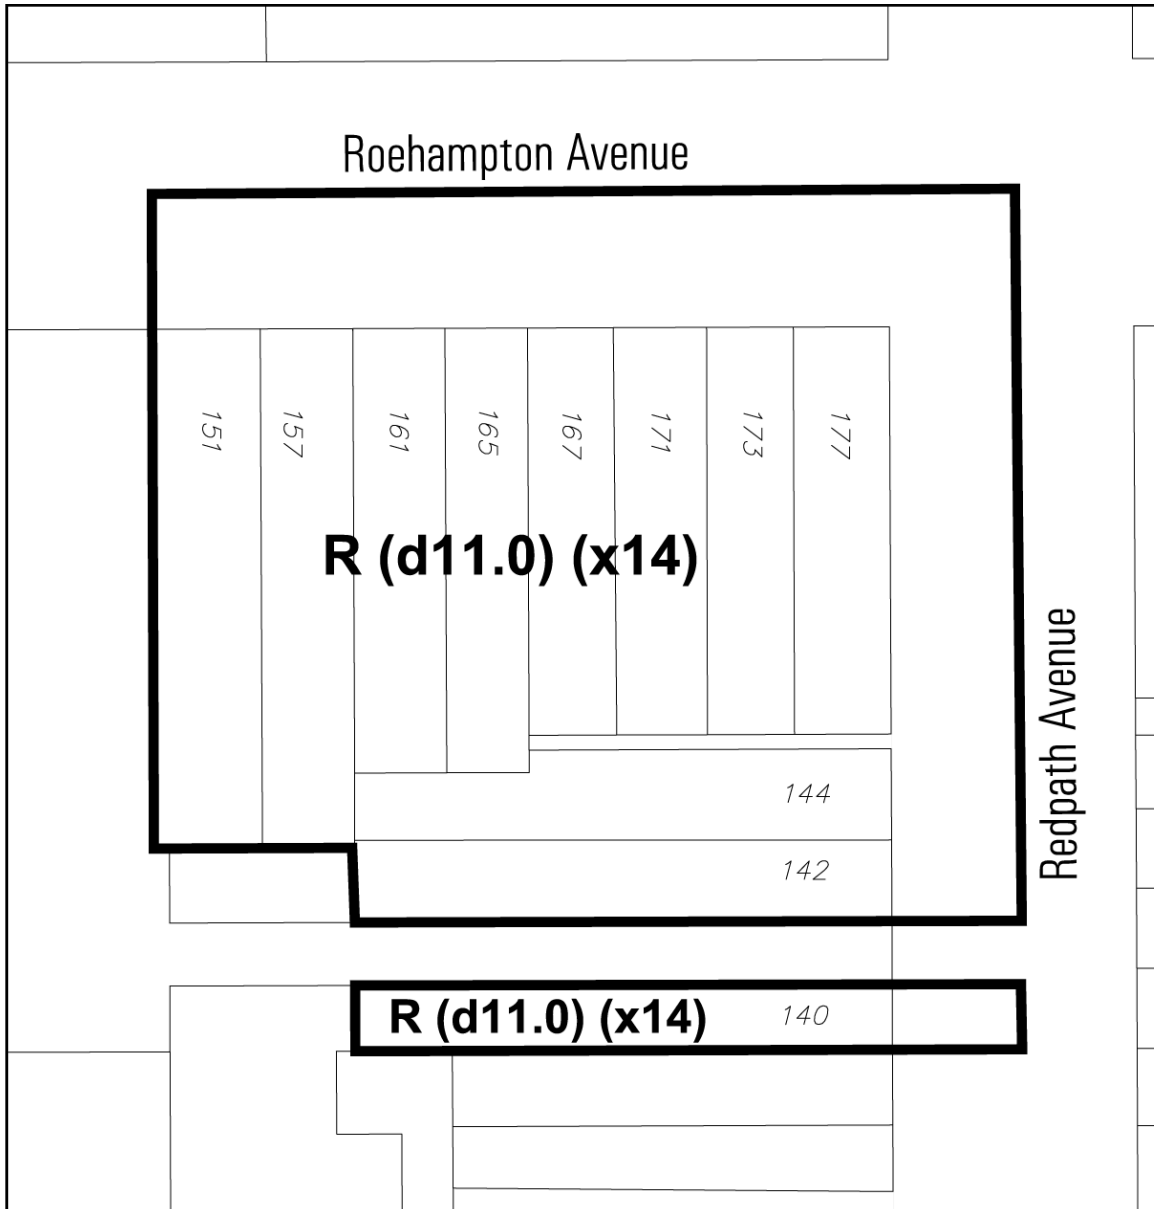 Roehampton Avenue
151
157
161
165
167
171
173
177
R (d11.0) (x14)
Redpath Avenue
144
142
R (d11.0) (x14)
140